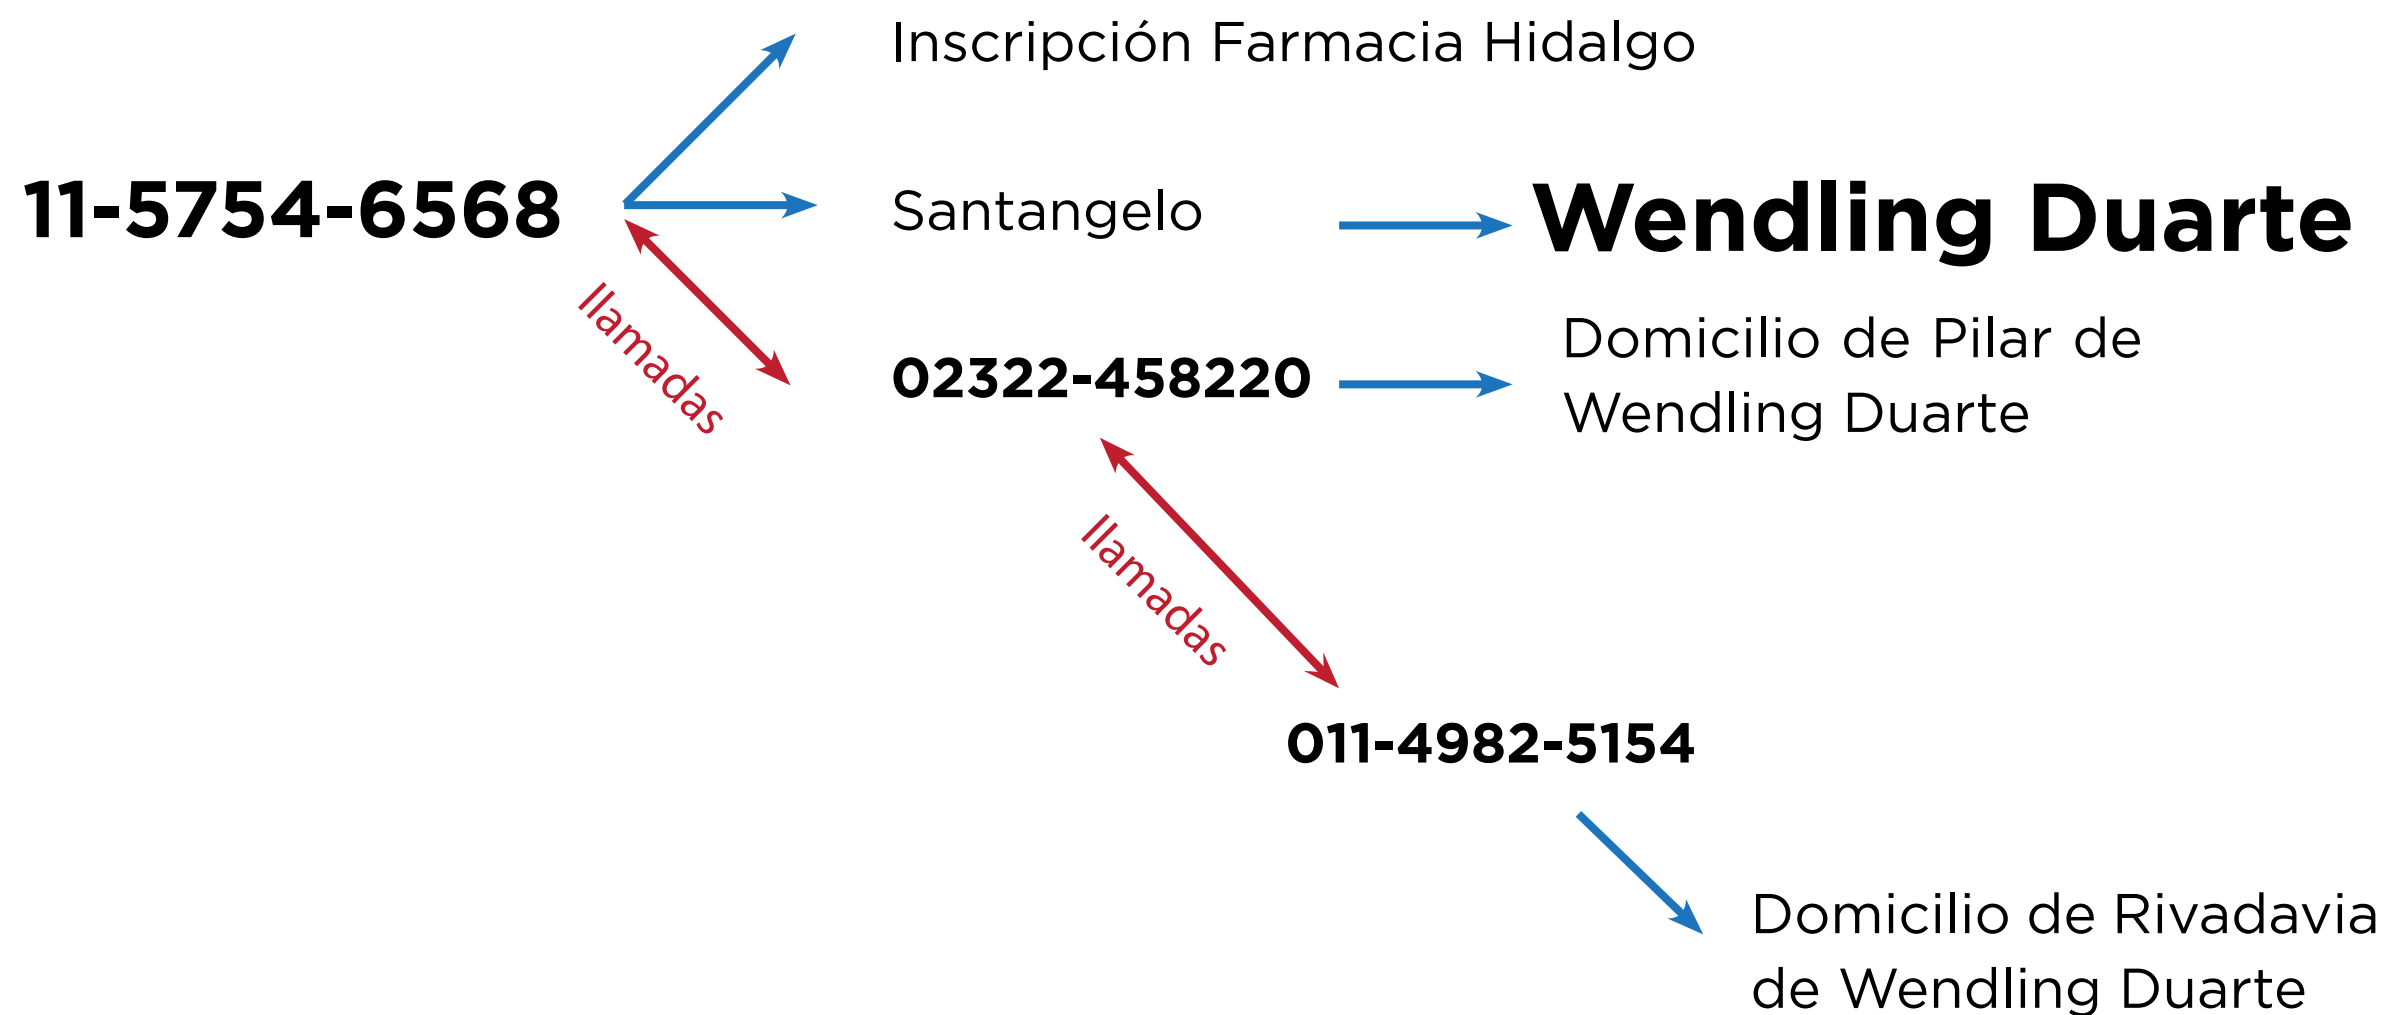 Inscripción Farmacia Hidalgo
11-5754-6568
Santangelo
Wendling Duarte
llamadas
02322-458220
Domicilio de Pilar de
Wendling Duarte
llamadas
011-4982-5154
Domicilio de Rivadavia
de Wendling Duarte